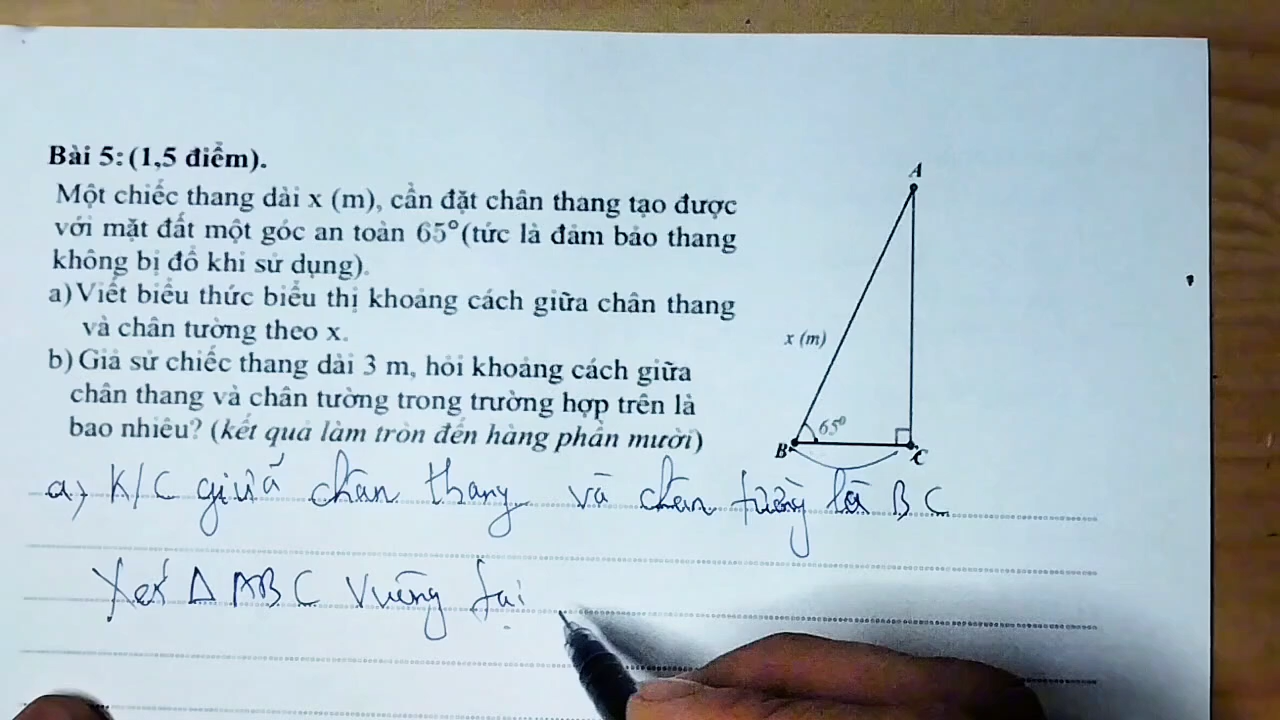 Bài 5: (1,5 điểm).
Một chiếc thang dài x (m), cần đặt chân thang tạo được
với mặt đất một góc an toàn 65° (tức là đảm bảo thang
không bị đổ khi sử dụng).
a) Viết biểu thức biểu thị khoảng cách giữa chân thang
và chân tường theo x.
b) Giả sử chiếc thang dài 3 m, hỏi khoảng cách giữa
chân thang và chân tường trong trường hợp trên là
bao nhiêu? (kết quả làm tròn đến hàng phần mười)
A
x (m)
65°
B
C
a) K/C giữa chân thang và chân tường là BC
Xét Δ ABC vuông tại